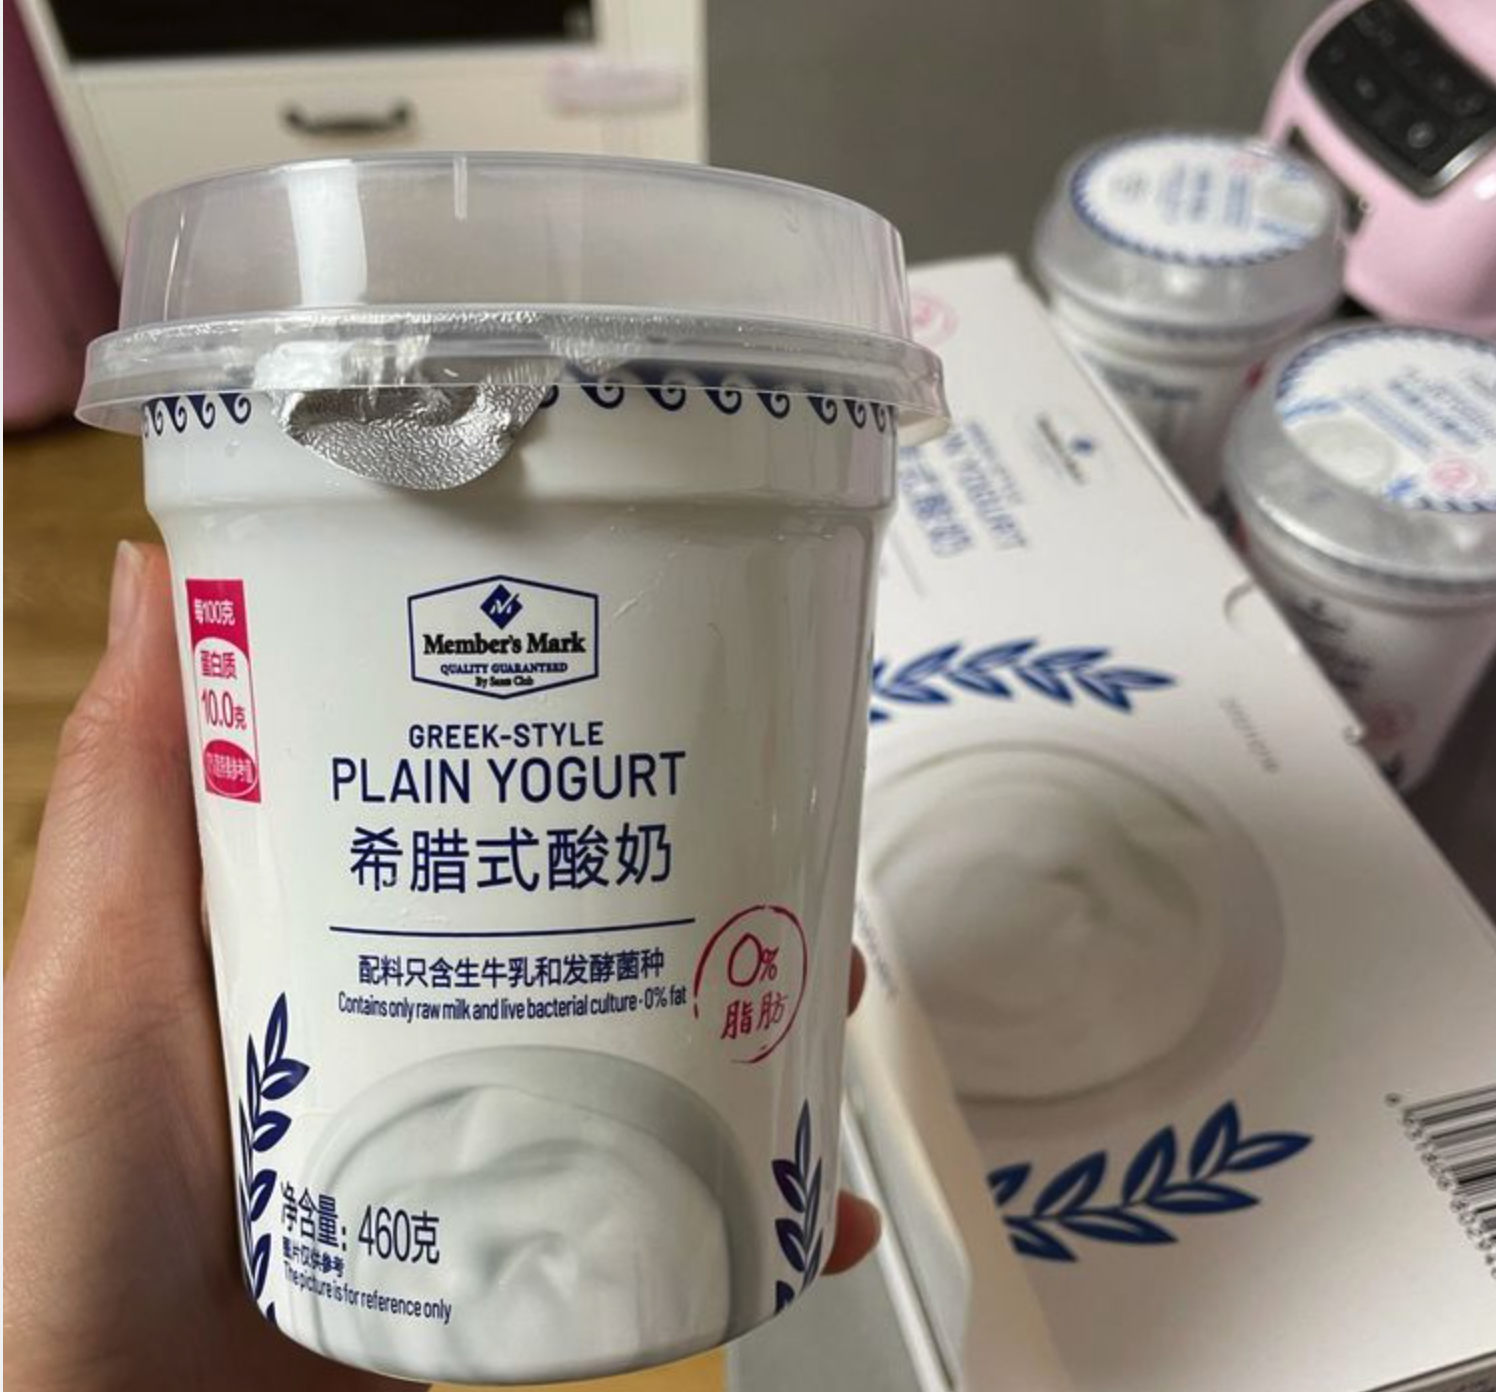 每100克
蛋白质
10.0克
Member's Mark
QUALITY GUARANTEED
By Sam's Club
GREEK-STYLE
PLAIN YOGURT
希腊式酸奶
配料只含生牛乳和发酵菌种
Contains only raw milk and live bacterial culture · 0% fat
0%
脂肪
净含量: 460克
图片仅供参考
The picture is for reference only
YOGURT
酸奶